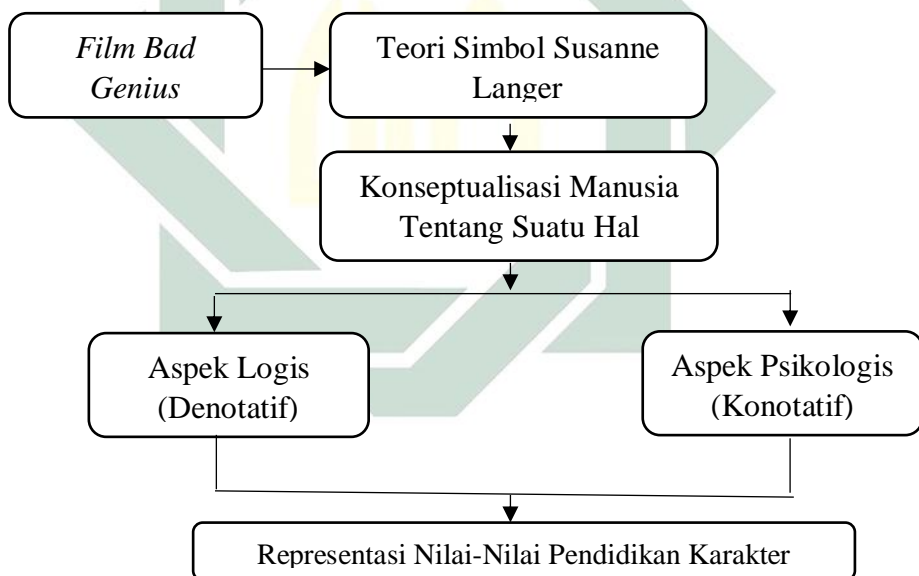 Film Bad
Genius
Teori Simbol Susanne
Langer
Konseptualisasi Manusia
Tentang Suatu Hal
Aspek Logis
(Denotatif)
Aspek Psikologis
(Konotatif)
Representasi Nilai-Nilai Pendidikan Karakter